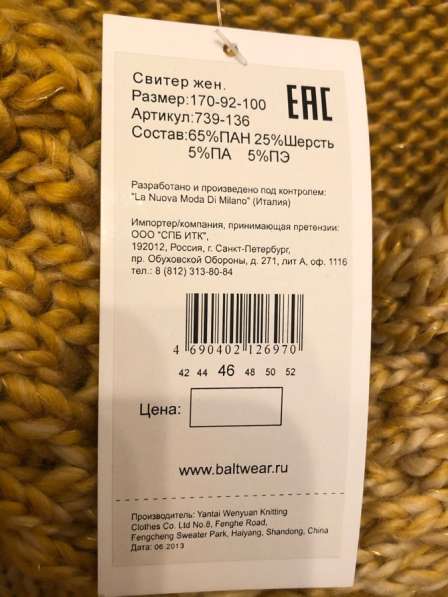 Свитер жен.
Размер:170-92-100
Артикул:739-136
Состав:65%ПАН 25%Шерсть
5%ПА 5%ПЭ
EAC
Разработано и произведено под контролем:
"La Nuova Moda Di Milano" (Италия)
Импортер/компания, принимающая претензии:
ООО "СПБ ИТК",
192012, Россия, г. Санкт-Петербург,
пр. Обуховской Обороны, д. 271, лит А, оф. 1116
тел.: 8 (812) 313-80-84
4 690402 126970
42 44 46 48 50 52
Цена:
www.baltwear.ru
Производитель: Yantai Wenyuan Knitting
Clothes Co. Ltd No.8, Fenghe Road,
Fengcheng Sweater Park, Haiyang, Shandong, China
Дата: 06 2013